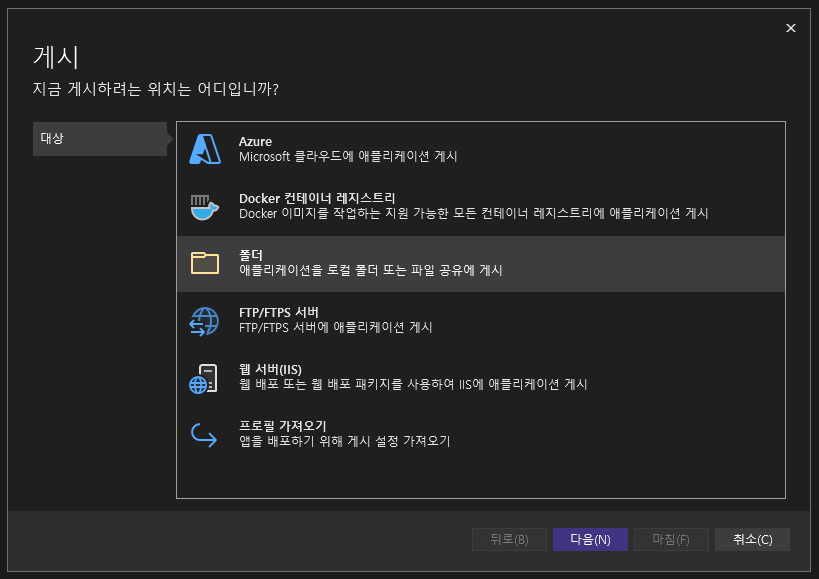 게시
지금 게시하려는 위치는 어디입니까?
대상
Azure
Microsoft 클라우드에 애플리케이션 게시
Docker 컨테이너 레지스트리
Docker 이미지를 작업하는 지원 가능한 모든 컨테이너 레지스트리에 애플리케이션 게시
폴더
애플리케이션을 로컬 폴더 또는 파일 공유에 게시
FTP/FTPS 서버
FTP/FTPS 서버에 애플리케이션 게시
웹 서버(IIS)
웹 배포 또는 웹 배포 패키지를 사용하여 IIS에 애플리케이션 게시
프로필 가져오기
앱을 배포하기 위해 게시 설정 가져오기
뒤로(B) 다음(N) 마침(F) 취소(C)